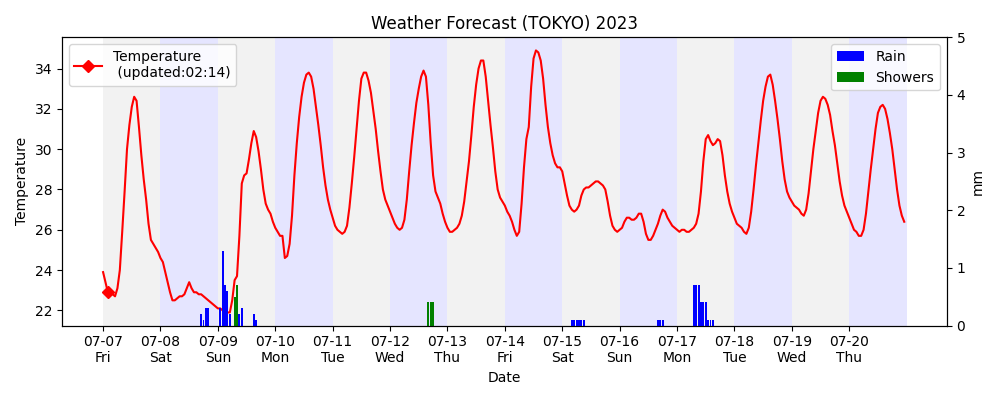 Weather Forecast (TOKYO) 2023
Temperature
(updated:02:14)
Rain
Showers
Temperature
34
32
30
28
26
24
22
5
4
3
2
1
0
mm
07-07 07-08 07-09 07-10 07-11 07-12 07-13 07-14 07-15 07-16 07-17 07-18 07-19 07-20
Fri Sat Sun Mon Tue Wed Thu Fri Sat Sun Mon Tue Wed Thu
Date